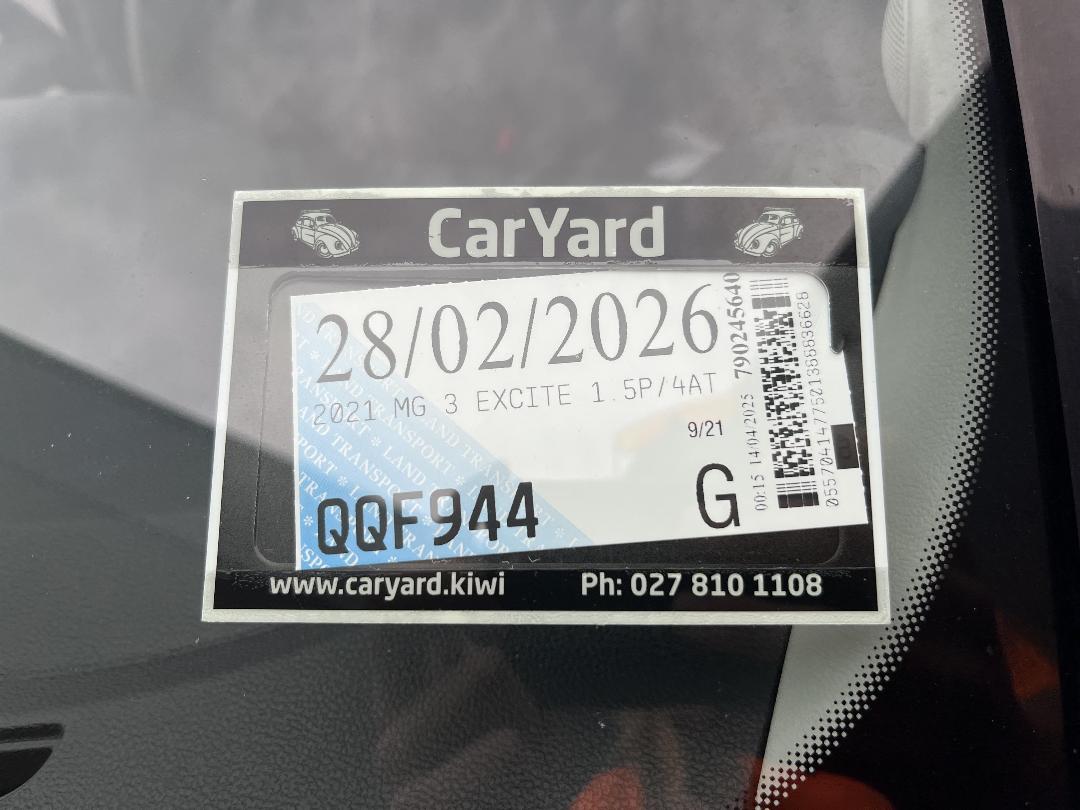 CarYard
28/02/2026
2021 MG 3 EXCITE 1.5P/4AT
9/21
QQF944
G
790245640
00:15 14/04/2025
www.caryard.kiwi
Ph: 027 810 1108